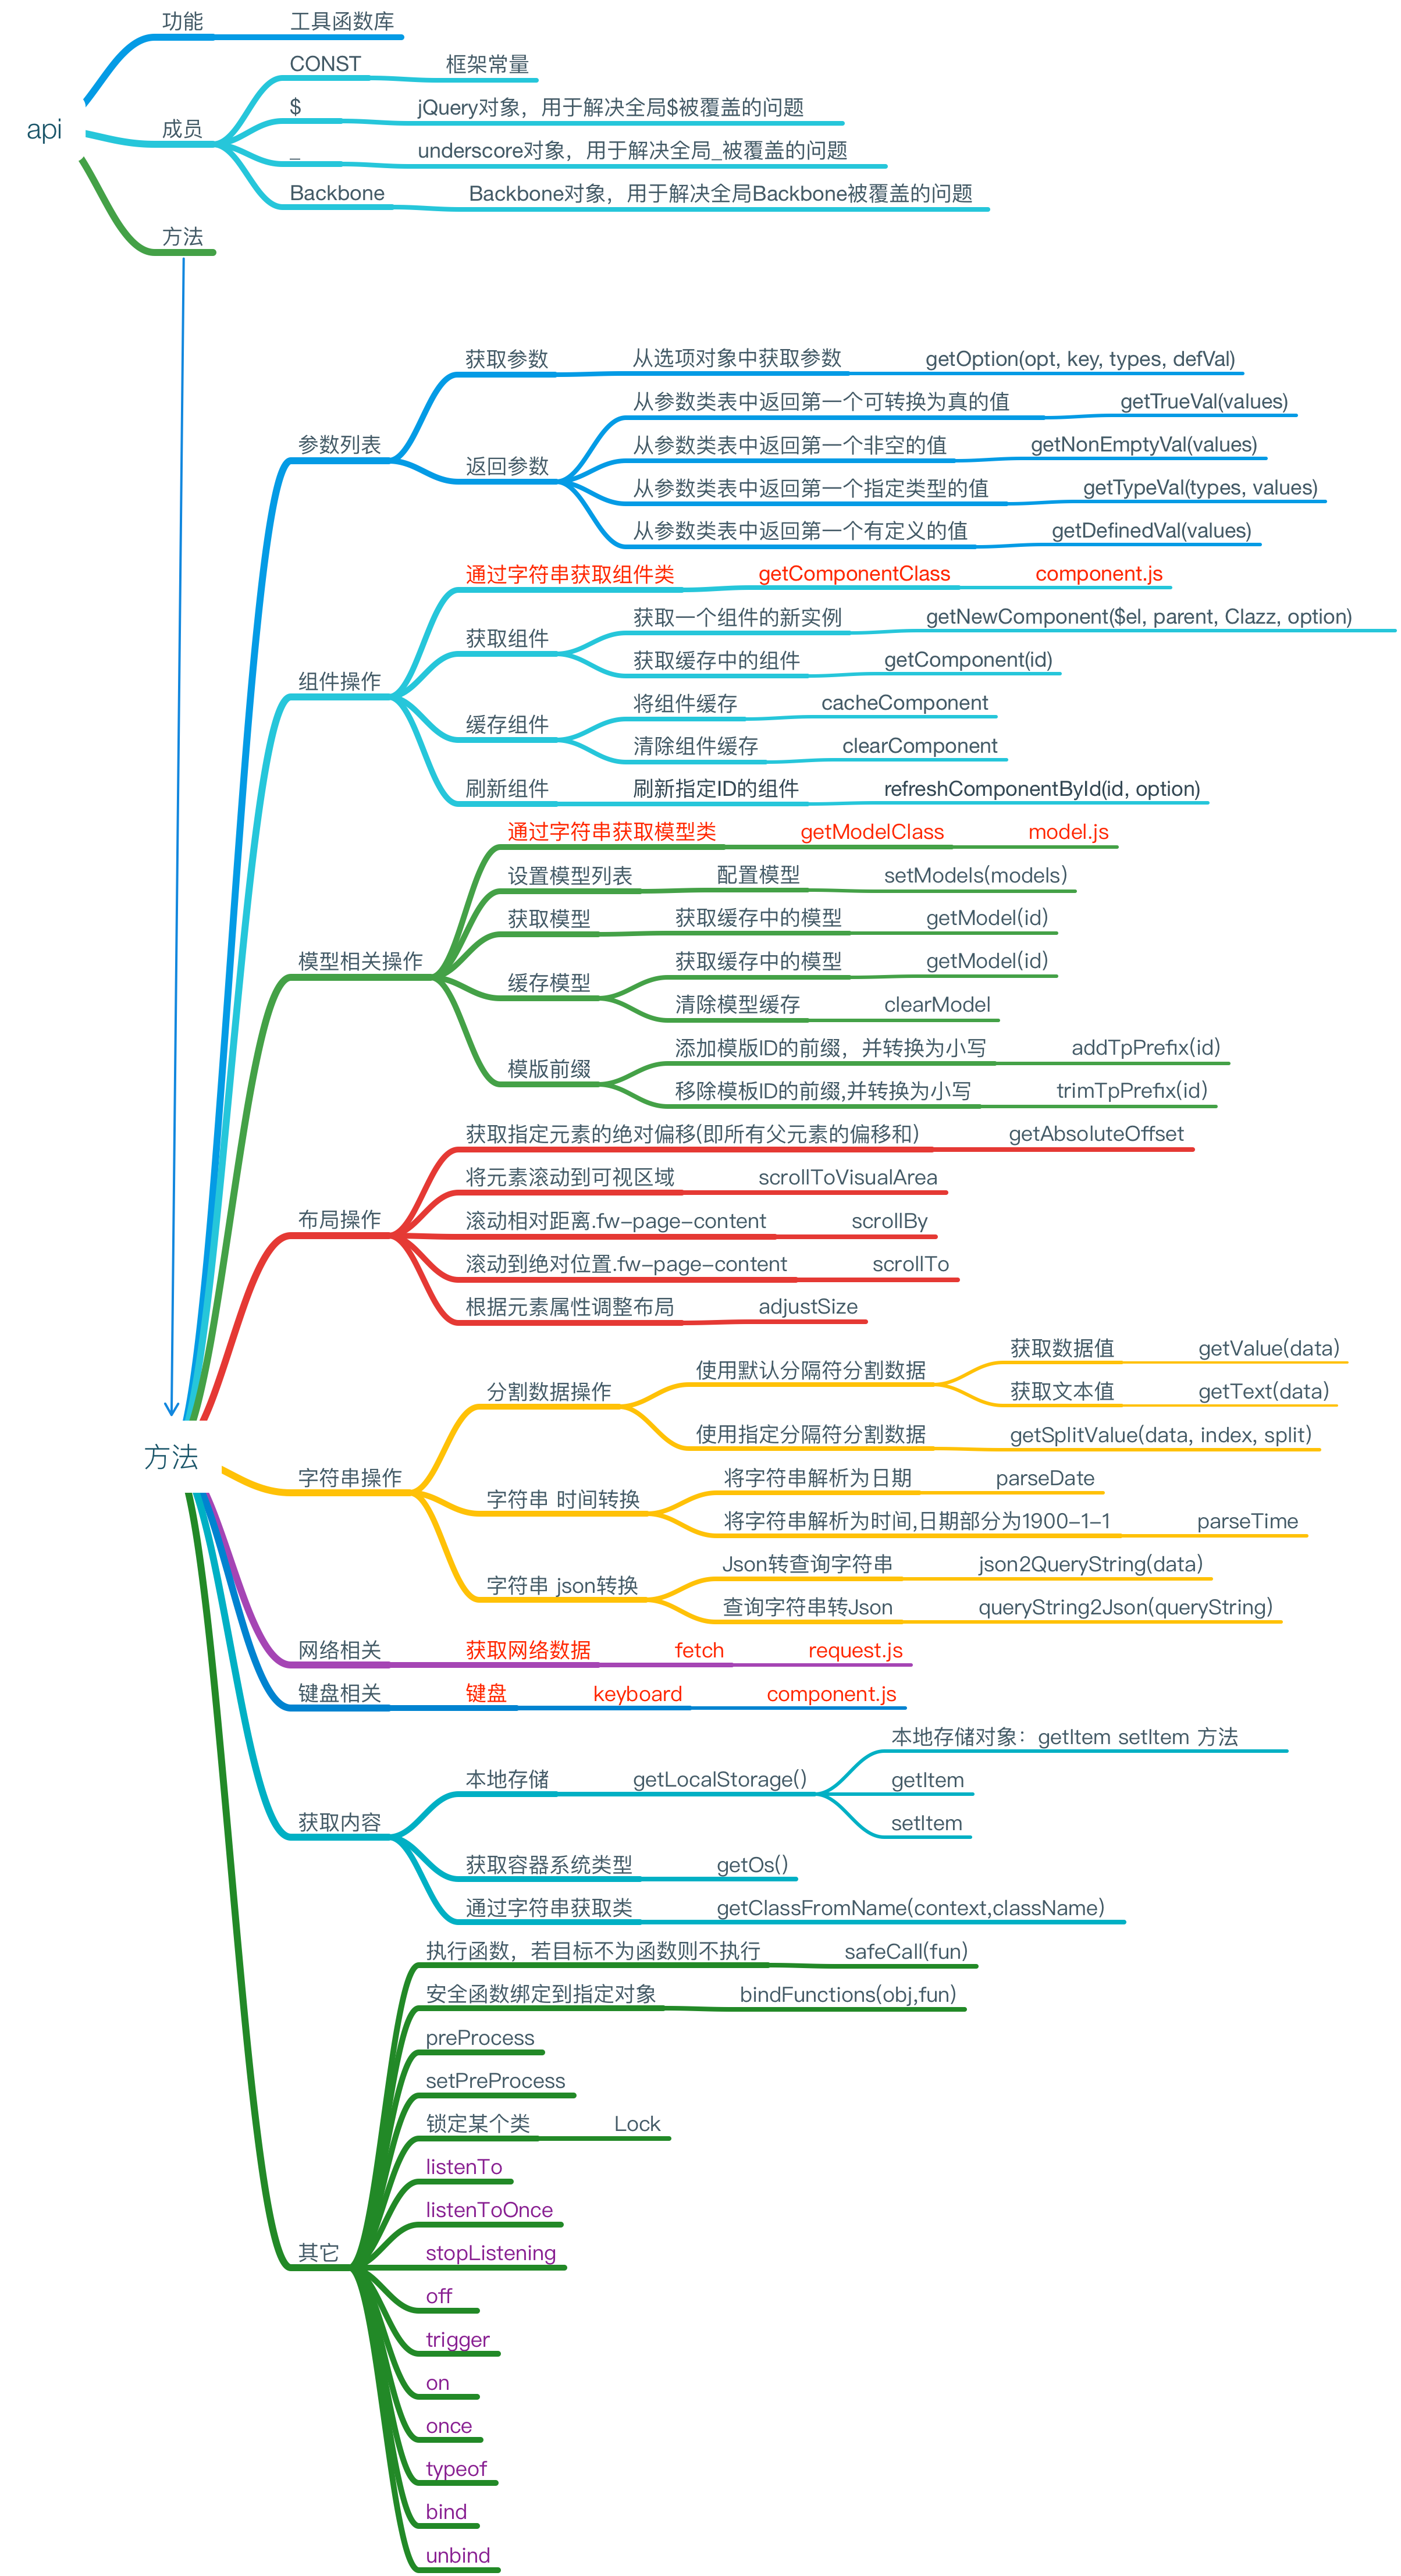 功能 工具函数库
CONST 框架常量
$ jQuery对象，用于解决全局$被覆盖的问题
api 成员
_ underscore对象，用于解决全局_被覆盖的问题
Backbone Backbone对象，用于解决全局Backbone被覆盖的问题
方法
获取参数 从选项对象中获取参数 getOption(opt, key, types, defVal)
从参数类表中返回第一个可转换为真的值 getTrueVal(values)
参数列表 从参数类表中返回第一个非空的值 getNonEmptyVal(values)
返回参数
从参数类表中返回第一个指定类型的值 getTypeVal(types, values)
从参数类表中返回第一个有定义的值 getDefinedVal(values)
通过字符串获取组件类 getComponentClass component.js
获取一个组件的新实例 getNewComponent($el, parent, Clazz, option)
获取组件
获取缓存中的组件 getComponent(id)
组件操作
将组件缓存 cacheComponent
缓存组件
清除组件缓存 clearComponent
刷新组件 刷新指定ID的组件 refreshComponentById(id, option)
通过字符串获取模型类 getModelClass model.js
设置模型列表 配置模型 setModels(models)
获取模型 获取缓存中的模型 getModel(id)
模型相关操作 获取缓存中的模型 getModel(id)
缓存模型
清除模型缓存 clearModel
添加模版ID的前缀，并转换为小写 addTpPrefix(id)
模版前缀
移除模板ID的前缀,并转换为小写 trimTpPrefix(id)
获取指定元素的绝对偏移(即所有父元素的偏移和) getAbsoluteOffset
将元素滚动到可视区域 scrollToVisualArea
布局操作 滚动相对距离.fw-page-content scrollBy
滚动到绝对位置.fw-page-content scrollTo
根据元素属性调整布局 adjustSize
获取数据值 getValue(data)
使用默认分隔符分割数据
分割数据操作 获取文本值 getText(data)
使用指定分隔符分割数据 getSplitValue(data, index, split)
方法
字符串操作 将字符串解析为日期 parseDate
字符串 时间转换
将字符串解析为时间,日期部分为1900-1-1 parseTime
Json转查询字符串 json2QueryString(data)
字符串 json转换
查询字符串转Json queryString2Json(queryString)
网络相关 获取网络数据 fetch request.js
键盘相关 键盘 keyboard component.js
本地存储对象：getItem setItem 方法
本地存储 getLocalStorage() getItem
获取内容 setItem
获取容器系统类型 getOs()
通过字符串获取类 getClassFromName(context,className)
执行函数，若目标不为函数则不执行 safeCall(fun)
安全函数绑定到指定对象 bindFunctions(obj,fun)
preProcess
setPreProcess
锁定某个类 Lock
listenTo
listenToOnce
其它 stopListening
off
trigger
on
once
typeof
bind
unbind